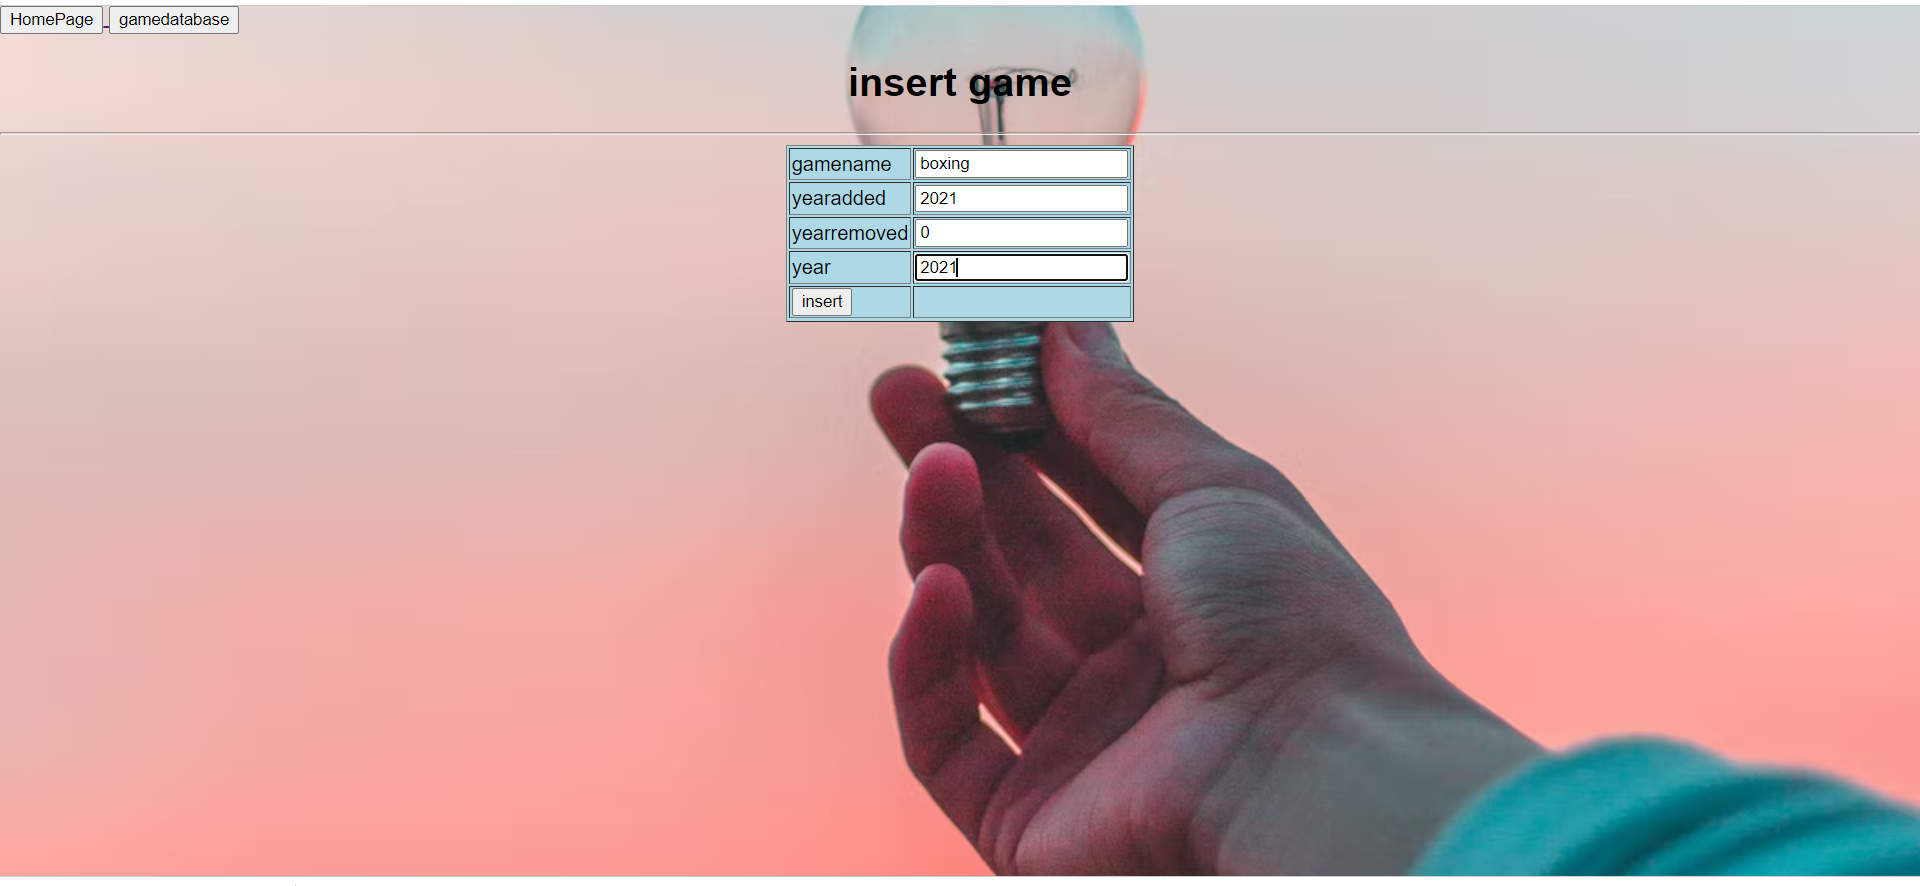 HomePage gamedatabase
insert game
gamename boxing
yearadded 2021
yearremoved 0
year 2021
insert